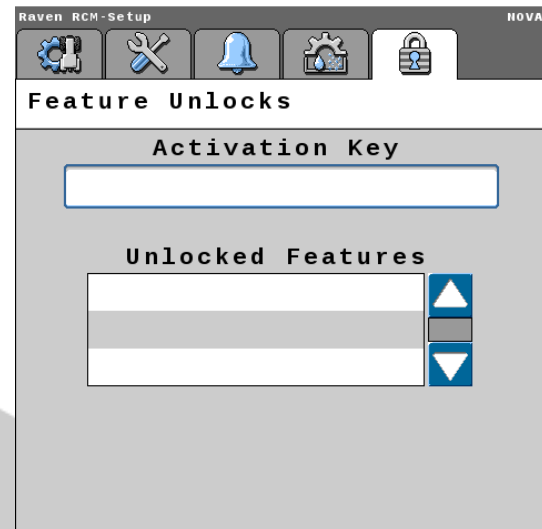 Raven RCM-Setup NOVA
Feature Unlocks
Activation Key
Unlocked Features